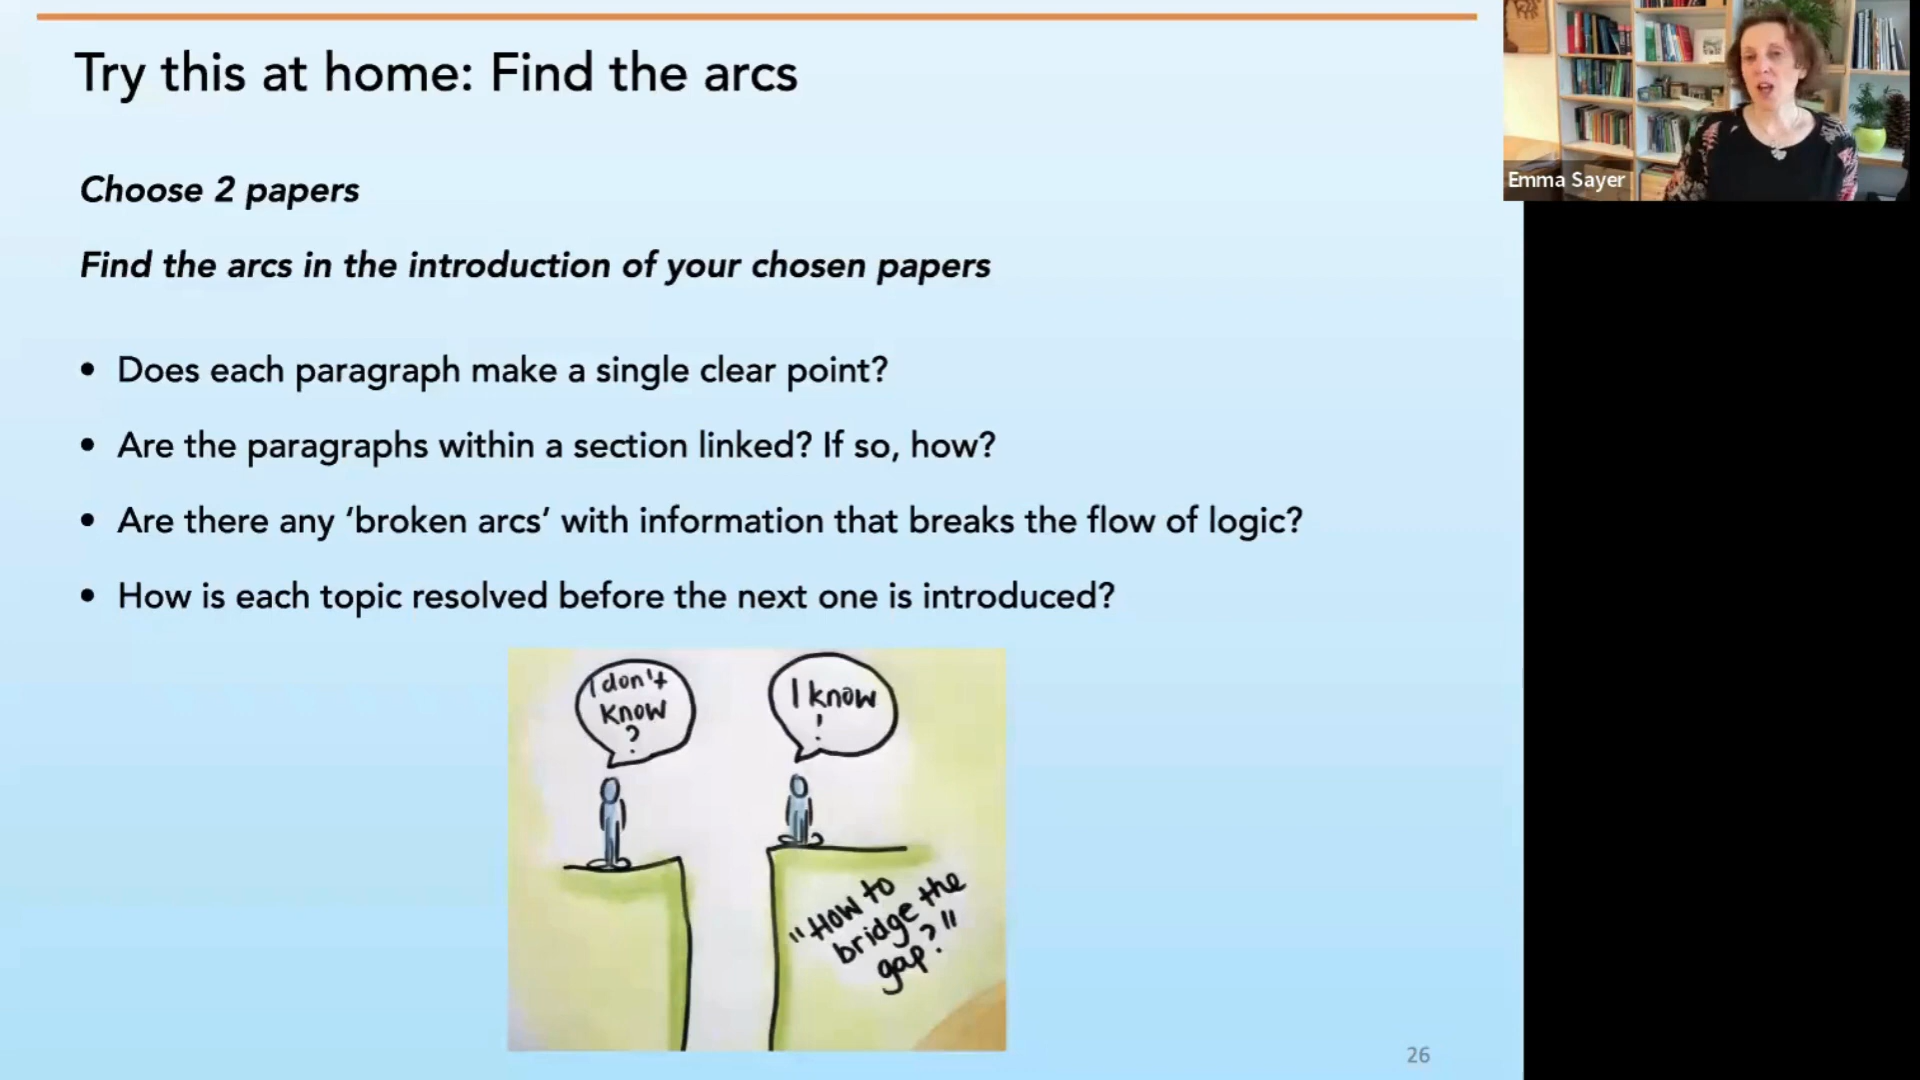 Try this at home: Find the arcs
Choose 2 papers
Find the arcs in the introduction of your chosen papers
• Does each paragraph make a single clear point?
• Are the paragraphs within a section linked? If so, how?
• Are there any ‘broken arcs’ with information that breaks the flow of logic?
• How is each topic resolved before the next one is introduced?
I don't
know
?
I know
!
"How to
bridge the
gap?"
26
Emma Sayer